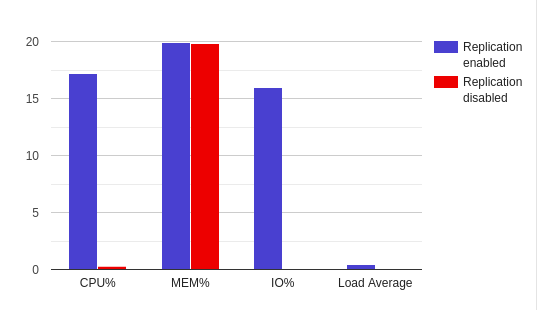 20
15
10
5
0
CPU%
MEM%
IO%
Load Average
Replication
enabled
Replication
disabled